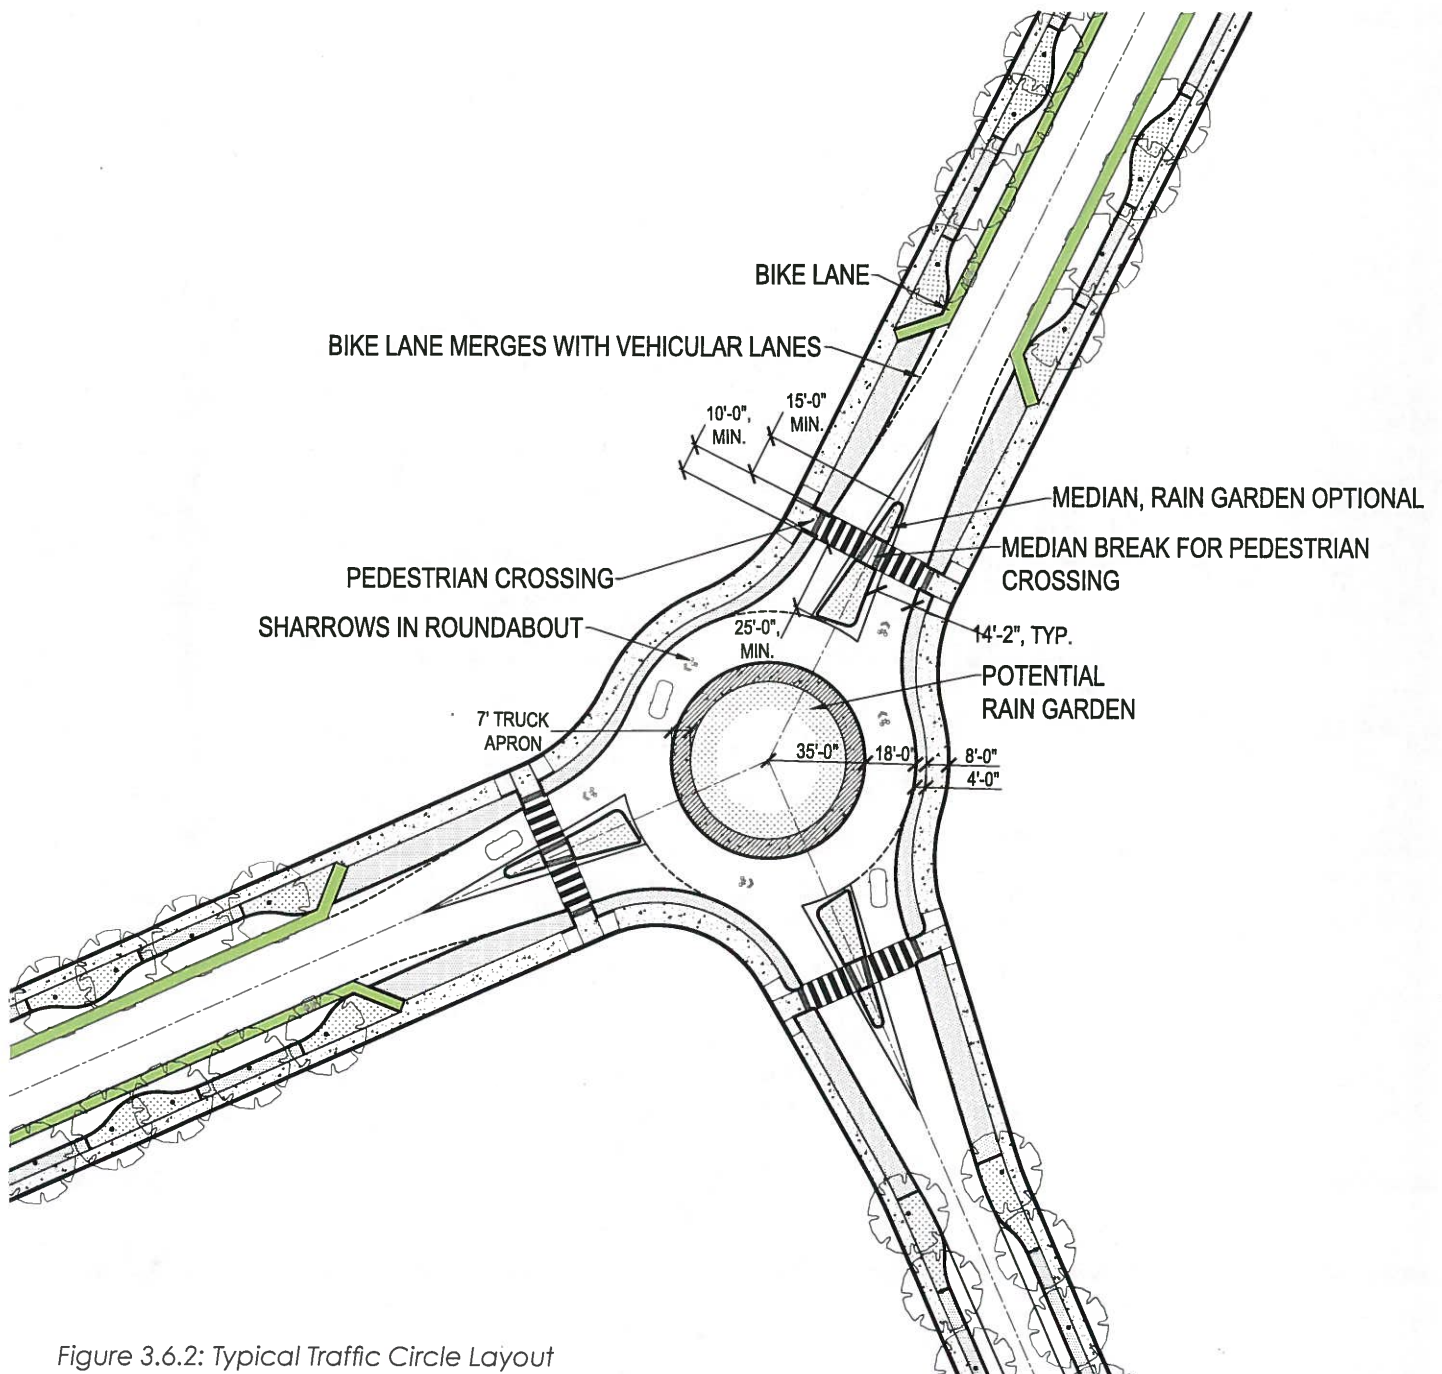 BIKE LANE
BIKE LANE MERGES WITH VEHICULAR LANES
10'-0",
MIN.
15'-0"
MIN.
MEDIAN, RAIN GARDEN OPTIONAL
MEDIAN BREAK FOR PEDESTRIAN
CROSSING
PEDESTRIAN CROSSING
SHARROWS IN ROUNDABOUT
25'-0",
MIN.
14'-2", TYP.
POTENTIAL
RAIN GARDEN
7' TRUCK
APRON
35'-0"
18'-0"
8'-0"
4'-0"
Figure 3.6.2: Typical Traffic Circle Layout